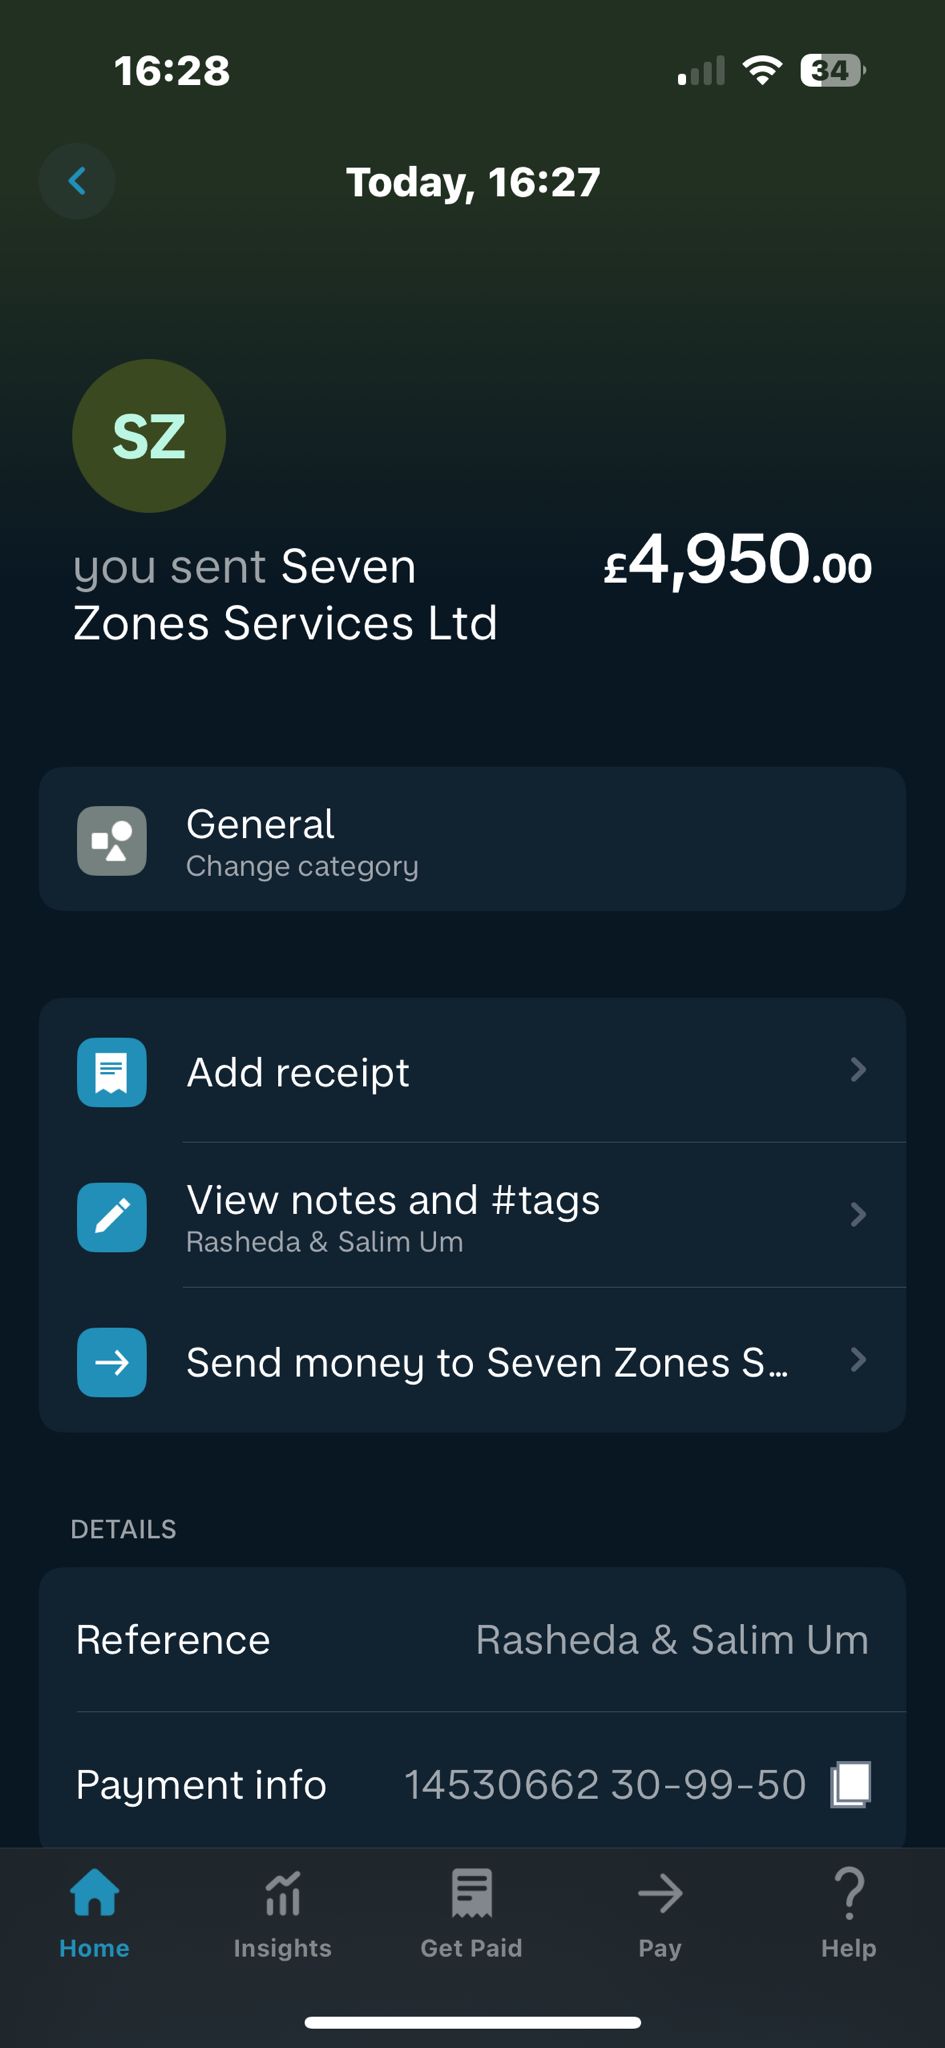 16:28
34
Today, 16:27
SZ
you sent Seven
Zones Services Ltd
£4,950.00
General
Change category
Add receipt
View notes and #tags
Rasheda & Salim Um
Send money to Seven Zones S...
DETAILS
Reference
Rasheda & Salim Um
Payment info
14530662 30-99-50
Home
Insights
Get Paid
Pay
Help